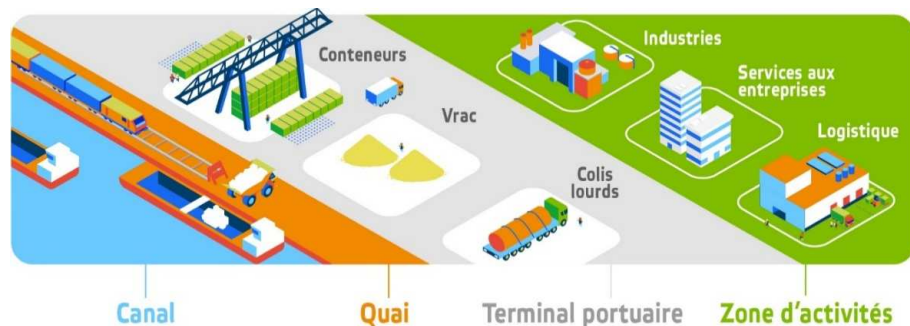 Conteneurs
Vrac
Colis
lourds
Industries
Services aux
entreprises
Logistique
Canal
Quai
Terminal portuaire
Zone d'activités